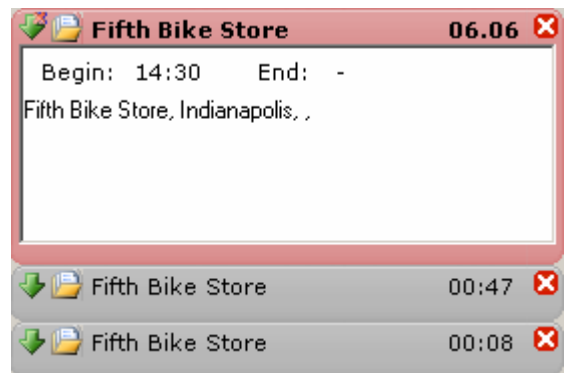 Fifth Bike Store 06.06
Begin: 14:30 End: -
Fifth Bike Store, Indianapolis, ,
Fifth Bike Store 00:47
Fifth Bike Store 00:08